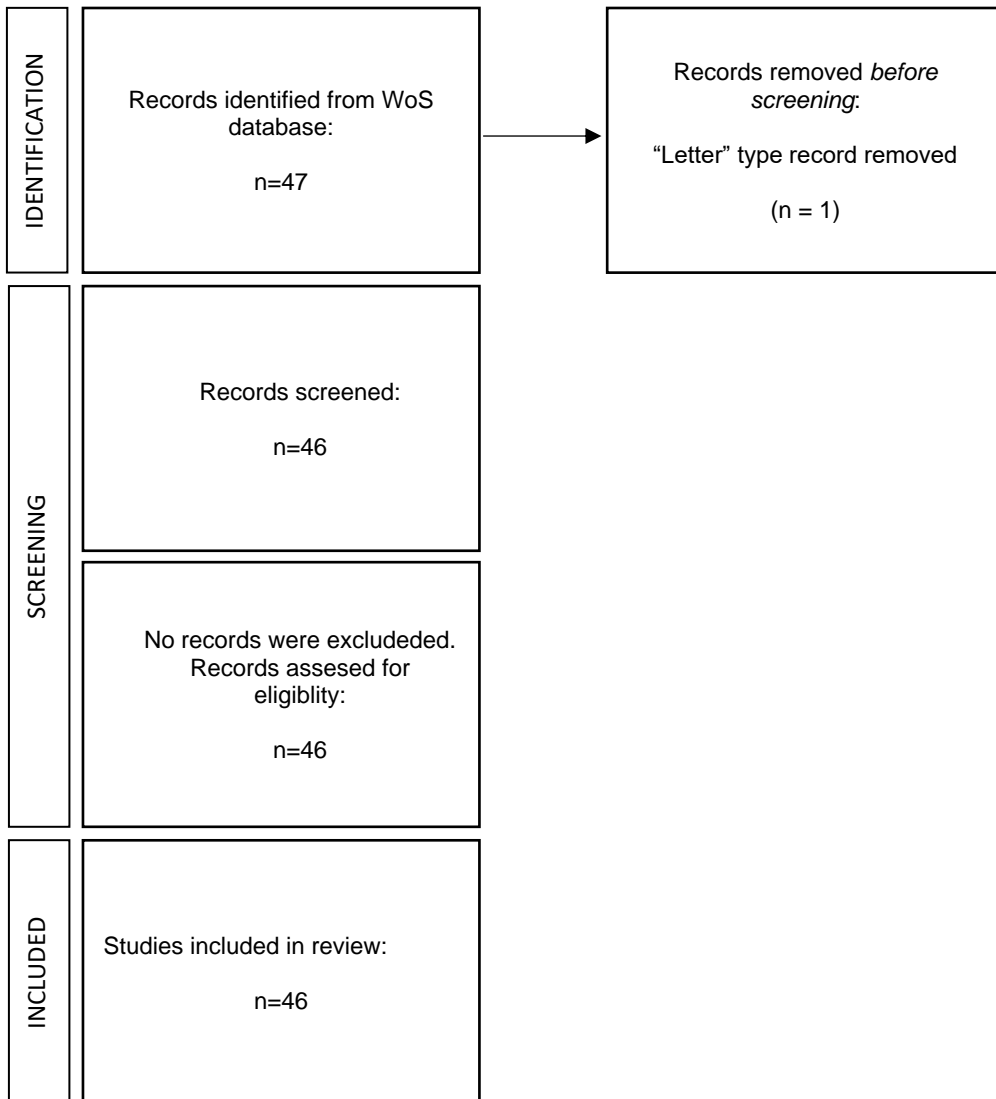 IDENTIFICATION
Records identified from WoS
database:
n=47
Records removed before
screening:
“Letter” type record removed
(n = 1)
SCREENING
Records screened:
n=46
No records were excludeded.
Records assesed for
eligiblity:
n=46
INCLUDED
Studies included in review:
n=46